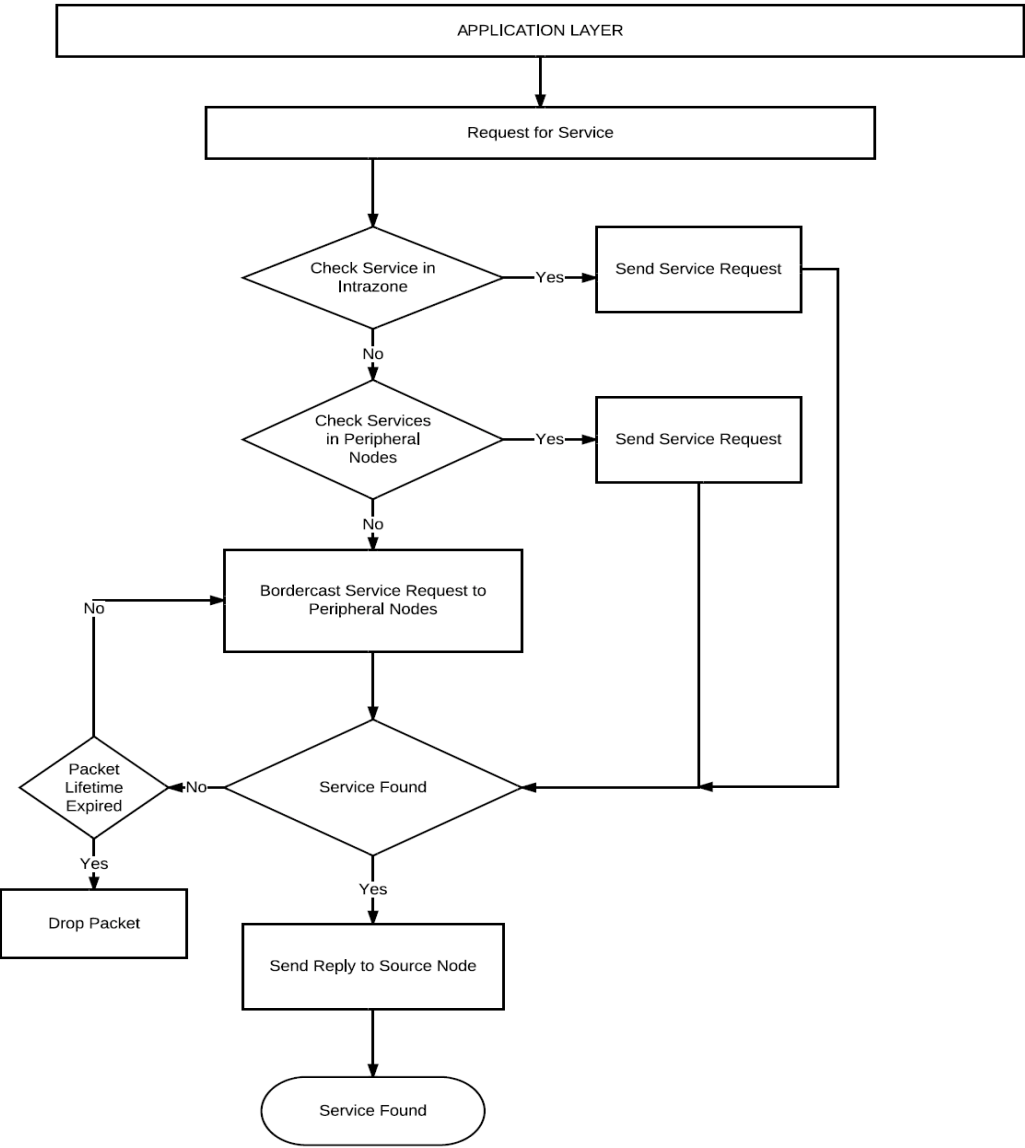 APPLICATION LAYER
Request for Service
Check Service in
Intrazone
Yes
Send Service Request
No
Check Services
in Peripheral
Nodes
Yes
Send Service Request
No
Bordercast Service Request to
Peripheral Nodes
No
Packet
Lifetime
Expired
No
Service Found
Yes
Yes
Drop Packet
Send Reply to Source Node
Service Found